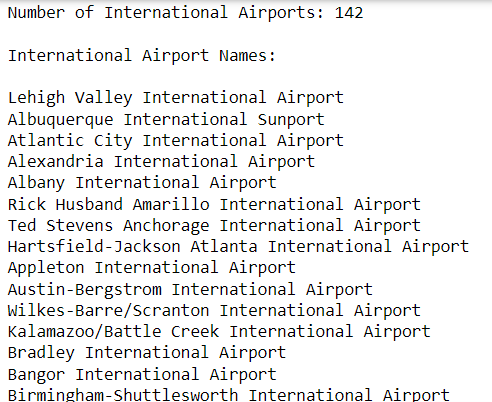 Number of International Airports: 142
International Airport Names:
Lehigh Valley International Airport
Albuquerque International Sunport
Atlantic City International Airport
Alexandria International Airport
Albany International Airport
Rick Husband Amarillo International Airport
Ted Stevens Anchorage International Airport
Hartsfield-Jackson Atlanta International Airport
Appleton International Airport
Austin-Bergstrom International Airport
Wilkes-Barre/Scranton International Airport
Kalamazoo/Battle Creek International Airport
Bradley International Airport
Bangor International Airport
Birmingham-Shuttlesworth International Airport